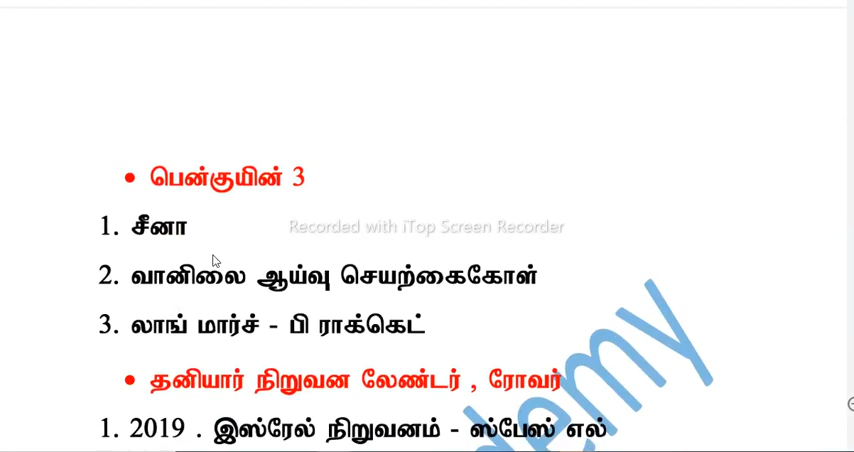 • பென்குயின் 3
1. சீனா
Recorded with iTop Screen Recorder
2. வானிலை ஆய்வு செயற்கைகோள்
3. லாங் மார்ச் - பி ராக்கெட்
• தனியார் நிறுவன லேண்டர் , ரோவர்
1. 2019 . இஸ்ரேல் நிறுவனம் - ஸ்பேஸ் எல்
demy